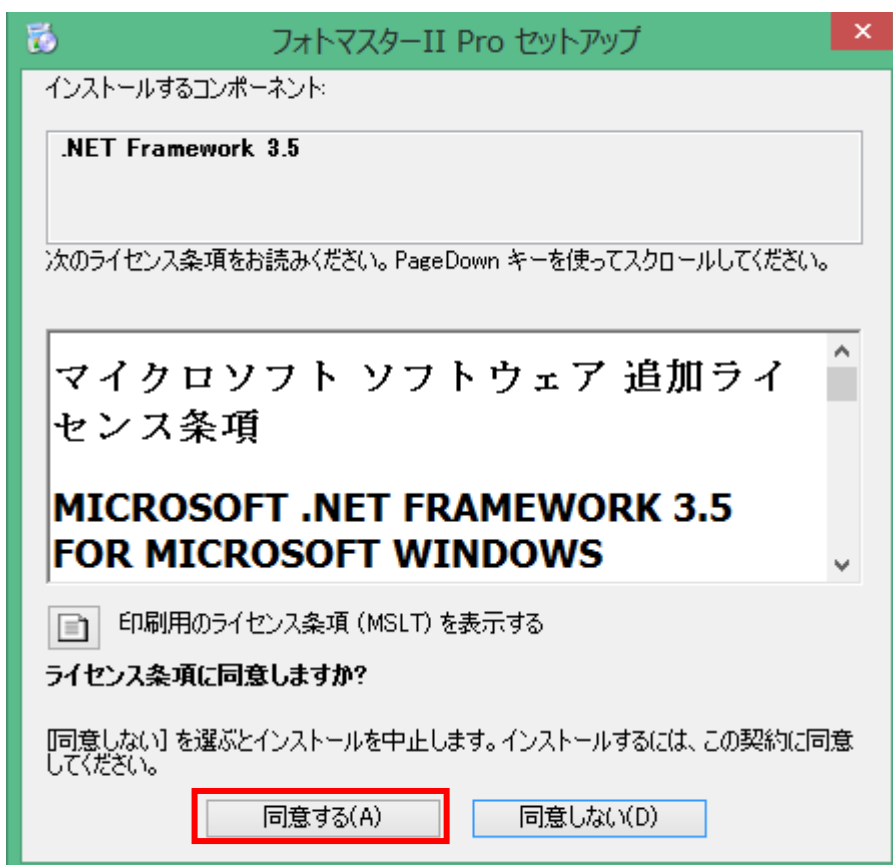 フォトマスターII Pro セットアップ
インストールするコンポーネント:
.NET Framework 3.5
次のライセンス条項をお読みください。PageDown キーを使ってスクロールしてください。
マイクロソフト ソフトウェア 追加ライ
センス条項
MICROSOFT .NET FRAMEWORK 3.5
FOR MICROSOFT WINDOWS
印刷用のライセンス条項 (MSLT) を表示する
ライセンス条項に同意しますか?
[同意しない] を選ぶとインストールを中止します。インストールするには、この契約に同意
してください。
同意する(A) 同意しない(D)